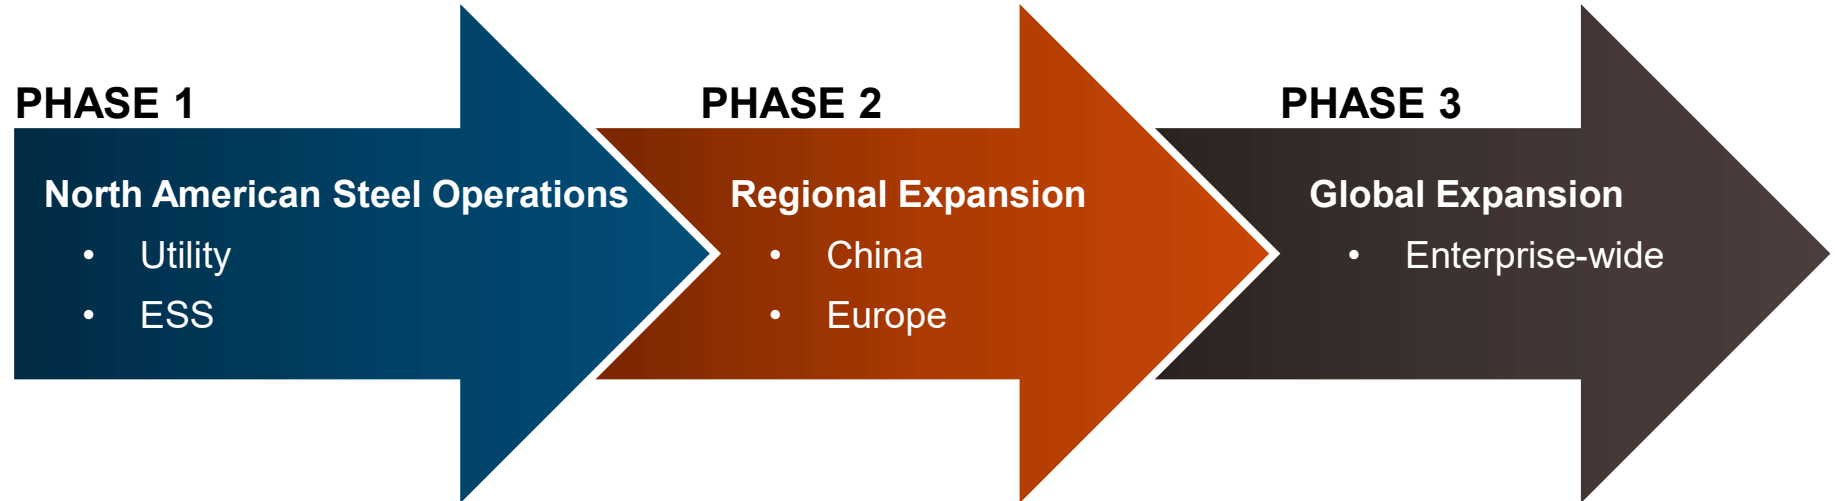 PHASE 1
North American Steel Operations
• Utility
• ESS
PHASE 2
Regional Expansion
• China
• Europe
PHASE 3
Global Expansion
• Enterprise-wide